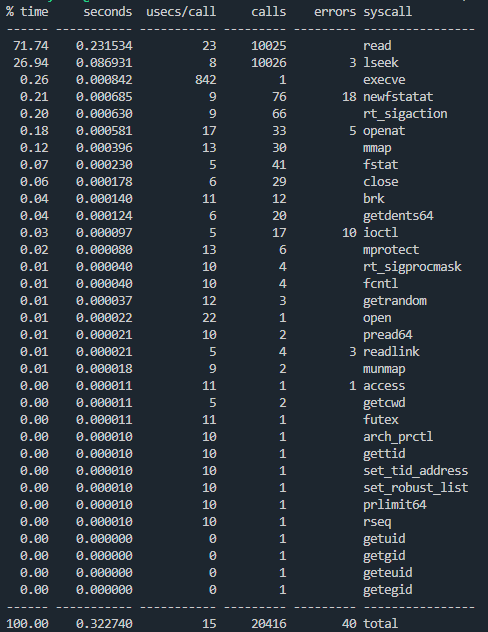 % time     seconds  usecs/call     calls    errors syscall
------ ----------- ----------- --------- --------- ----------------
 71.74    0.231534          23     10025           read
 26.94    0.086931           8     10026         3 lseek
  0.26    0.000842         842         1           execve
  0.21    0.000685           9        76        18 newfstatat
  0.20    0.000630           9        66           rt_sigaction
  0.18    0.000581          17        33         5 openat
  0.12    0.000396          13        30           mmap
  0.07    0.000230           5        41           fstat
  0.06    0.000178           6        29           close
  0.04    0.000140          11        12           brk
  0.04    0.000124           6        20           getdents64
  0.03    0.000097           5        17        10 ioctl
  0.02    0.000080          13         6           mprotect
  0.01    0.000040          10         4           rt_sigprocmask
  0.01    0.000040          10         4           fcntl
  0.01    0.000037          12         3           getrandom
  0.01    0.000022          22         1           open
  0.01    0.000021          10         2           pread64
  0.01    0.000021           5         4         3 readlink
  0.01    0.000018           9         2           munmap
  0.00    0.000011          11         1         1 access
  0.00    0.000011           5         2           getcwd
  0.00    0.000011          11         1           futex
  0.00    0.000010          10         1           arch_prctl
  0.00    0.000010          10         1           gettid
  0.00    0.000010          10         1           set_tid_address
  0.00    0.000010          10         1           set_robust_list
  0.00    0.000010          10         1           prlimit64
  0.00    0.000010          10         1           rseq
  0.00    0.000000           0         1           getuid
  0.00    0.000000           0         1           getgid
  0.00    0.000000           0         1           geteuid
  0.00    0.000000           0         1           getegid
------ ----------- ----------- --------- --------- ----------------
100.00    0.322740          15     20416        40 total